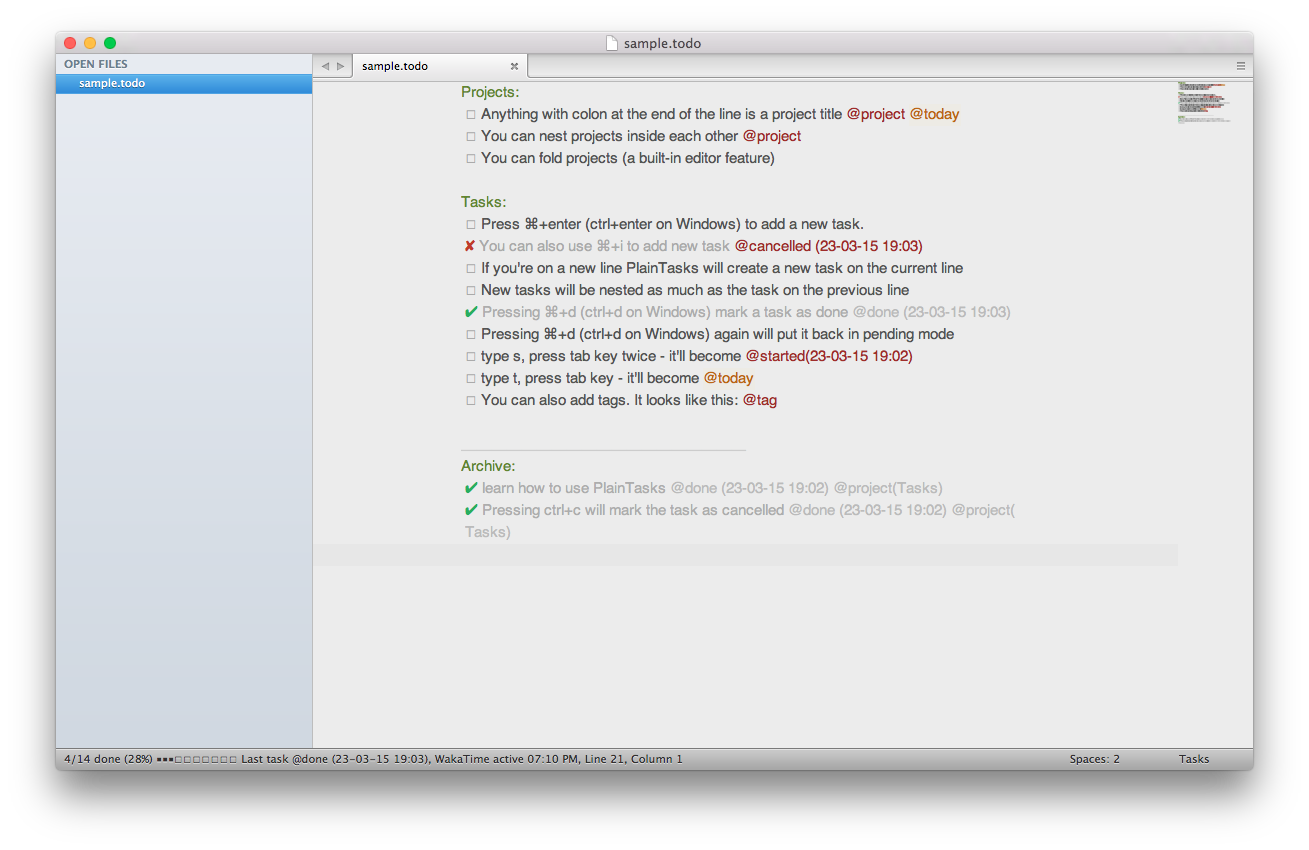 sample.todo
OPEN FILES
sample.todo
sample.todo
Projects:
☐ Anything with colon at the end of the line is a project title @project @today
☐ You can nest projects inside each other @project
☐ You can fold projects (a built-in editor feature)
Tasks:
☐ Press ⌘+enter (ctrl+enter on Windows) to add a new task.
✘ You can also use ⌘+i to add new task @cancelled (23-03-15 19:03)
☐ If you're on a new line PlainTasks will create a new task on the current line
☐ New tasks will be nested as much as the task on the previous line
✔ Pressing ⌘+d (ctrl+d on Windows) mark a task as done @done (23-03-15 19:03)
☐ Pressing ⌘+d (ctrl+d on Windows) again will put it back in pending mode
☐ type s, press tab key twice - it'll become @started(23-03-15 19:02)
☐ type t, press tab key - it'll become @today
☐ You can also add tags. It looks like this: @tag
Archive:
✔ learn how to use PlainTasks @done (23-03-15 19:02) @project(Tasks)
✔ Pressing ctrl+c will mark the task as cancelled @done (23-03-15 19:02) @project(
Tasks)
4/14 done (28%) ▪▪▪☐☐☐☐☐☐☐ Last task @done (23-03-15 19:03), WakaTime active 07:10 PM, Line 21, Column 1
Spaces: 2
Tasks